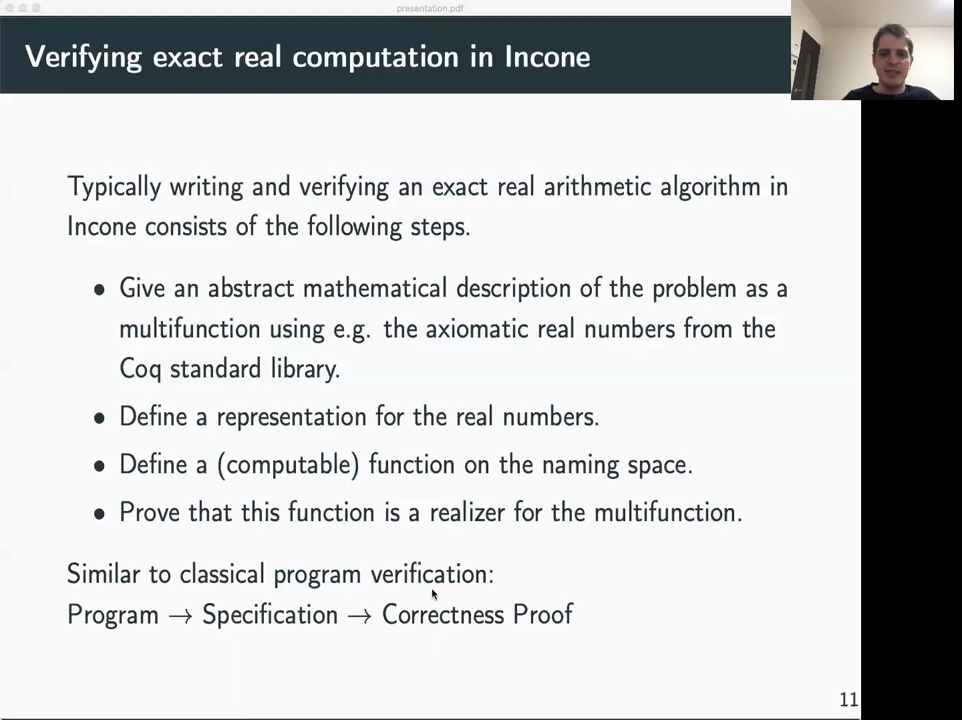 presentation.pdf
Verifying exact real computation in Incone
Typically writing and verifying an exact real arithmetic algorithm in
Incone consists of the following steps.
• Give an abstract mathematical description of the problem as a
multifunction using e.g. the axiomatic real numbers from the
Coq standard library.
• Define a representation for the real numbers.
• Define a (computable) function on the naming space.
• Prove that this function is a realizer for the multifunction.
Similar to classical program verification:
Program → Specification → Correctness Proof
11